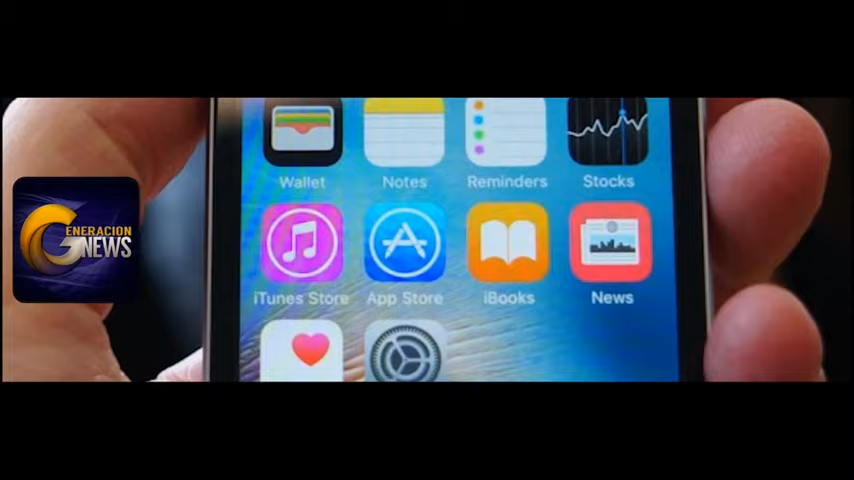 Wallet Notes Reminders Stocks
GENERACION
NEWS
iTunes Store App Store iBooks News